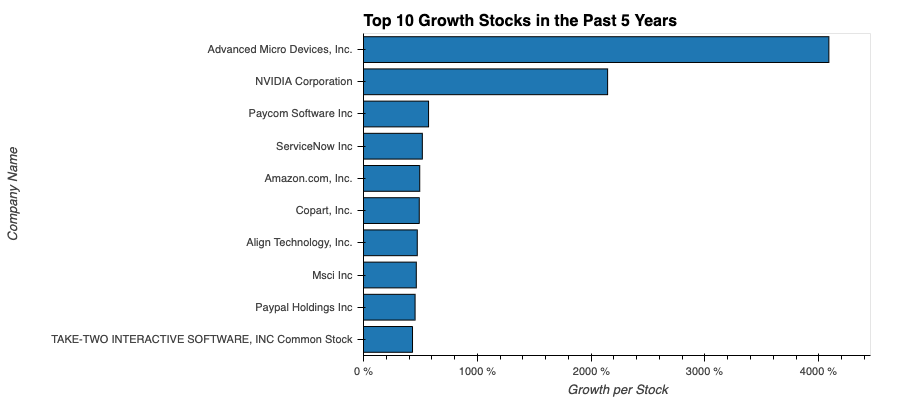 Top 10 Growth Stocks in the Past 5 Years
Company Name
Advanced Micro Devices, Inc.
NVIDIA Corporation
Paycom Software Inc
ServiceNow Inc
Amazon.com, Inc.
Copart, Inc.
Align Technology, Inc.
Msci Inc
Paypal Holdings Inc
TAKE-TWO INTERACTIVE SOFTWARE, INC Common Stock
0 % 1000 % 2000 % 3000 % 4000 %
Growth per Stock